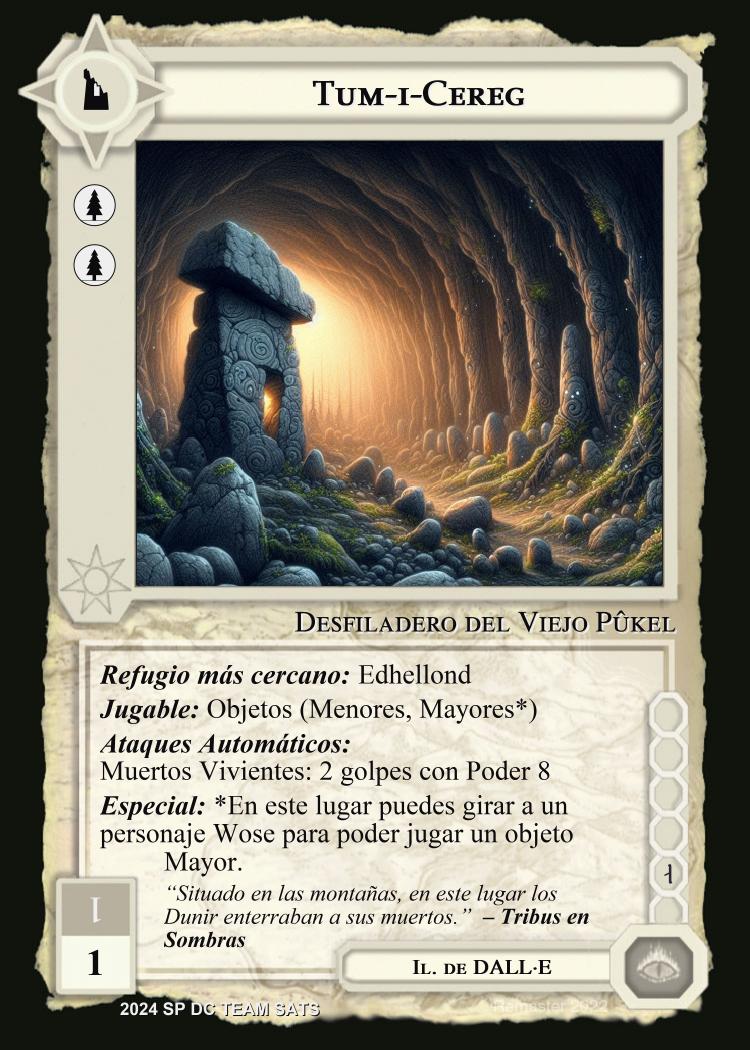 Tum-i-Cereg
Desfiladero del Viejo Pûkel
Refugio más cercano: Edhellond
Jugable: Objetos (Menores, Mayores*)
Ataques Automáticos:
Muertos Vivientes: 2 golpes con Poder 8
Especial: *En este lugar puedes girar a un
personaje Wose para poder jugar un objeto
Mayor.
“Situado en las montañas, en este lugar los
Dunir enterraban a sus muertos.” – Tribus en
Sombras
1
1
Il. de DALL·E
2024 SP DC TEAM SATS
Remaster 2022